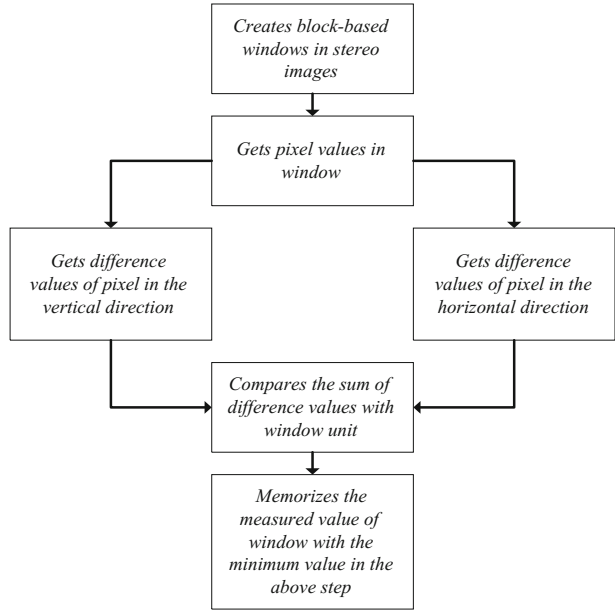 Creates block-based
windows in stereo
images
Gets pixel values in
window
Gets difference
values of pixel in the
vertical direction
Gets difference
values of pixel in the
horizontal direction
Compares the sum of
difference values with
window unit
Memorizes the
measured value of
window with the
minimum value in the
above step